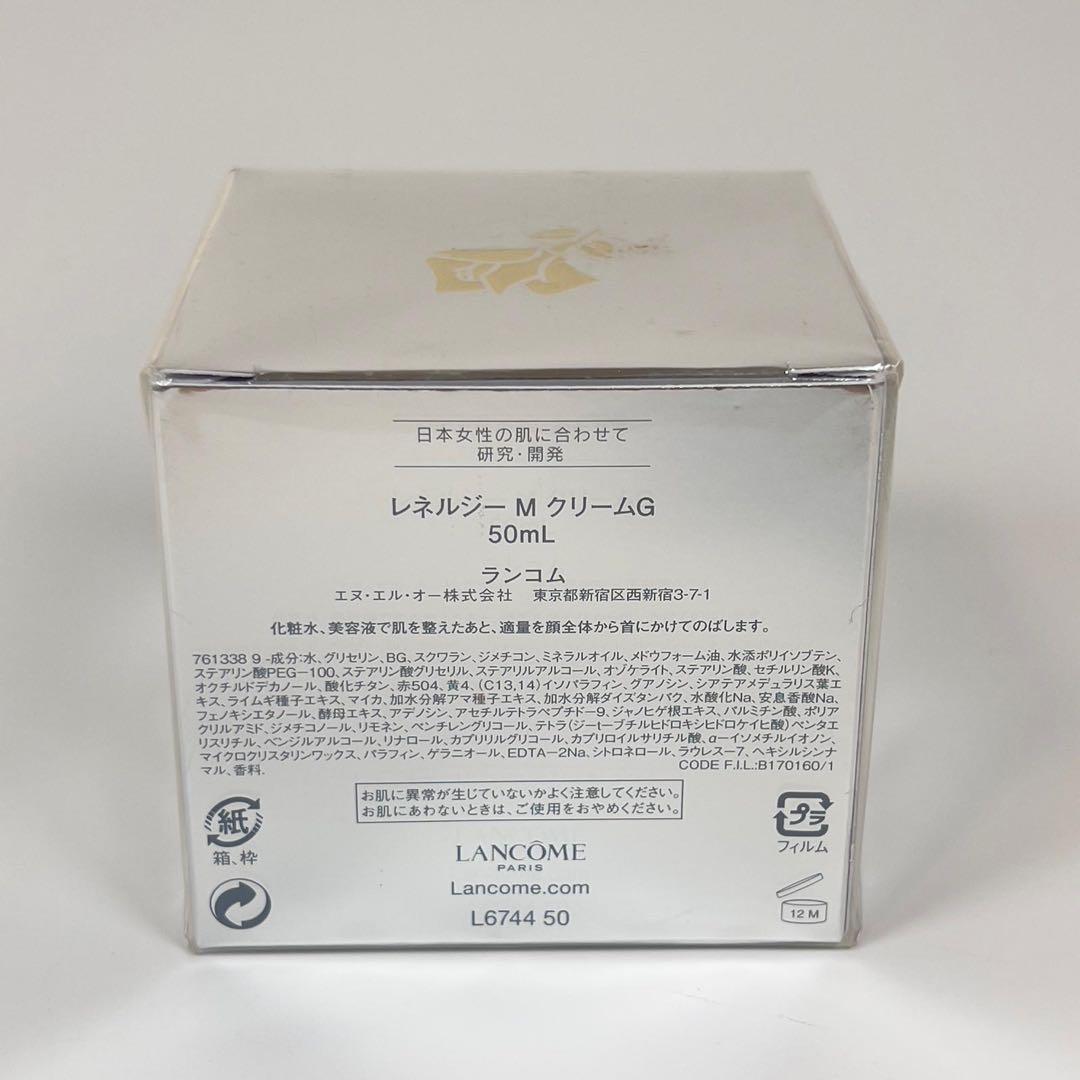 日本女性の肌に合わせて
研究・開発
レネルジー M クリームG
50mL
ランコム
エヌ・エル・オー株式会社 東京都新宿区西新宿3-7-1
化粧水、美容液で肌を整えたあと、適量を顔全体から首にかけてのばします。
761338 9 -成分:水、グリセリン、BG、スクワラン、ジメチコン、ミネラルオイル、メドウフォーム油、水添ポリイソブテン、
ステアリン酸PEG-100、ステアリン酸グリセリル、ステアリルアルコール、オゾケライト、ステアリン酸、セチルリン酸K、
オクチルドデカノール、酸化チタン、赤504、黄4、(C13,14)イソパラフィン、グアノシン、シアテアメデュラリス葉エ
キス、ライムギ種子エキス、マイカ、加水分解アマ種子エキス、加水分解ダイズタンパク、水酸化Na、安息香酸Na、
フェノキシエタノール、酵母エキス、アデノシン、アセチルテトラペプチド-9、ジャノヒゲ根エキス、パルミチン酸、ポリア
クリルアミド、ジメチコノール、リモネン、ペンチレングリコール、テトラ(ジ-t-ブチルヒドロキシヒドロケイヒ酸)ペンタエ
リスリチル、ベンジルアルコール、リナロール、カプリリルグリコール、カプリロイルサリチル酸、α-イソメチルイオノン、
マイクロクリスタリンワックス、パラフィン、ゲラニオール、EDTA-2Na、シトロネロール、ラウレス-7、ヘキシルシンナ
マル、香料.
CODE F.I.L.:B170160/1
お肌に異常が生じていないかよく注意してください。
お肌にあわないときは、ご使用をおやめください。
紙
箱、枠
プラ
フィルム
LANCÔME
PARIS
Lancome.com
L6744 50
12 M